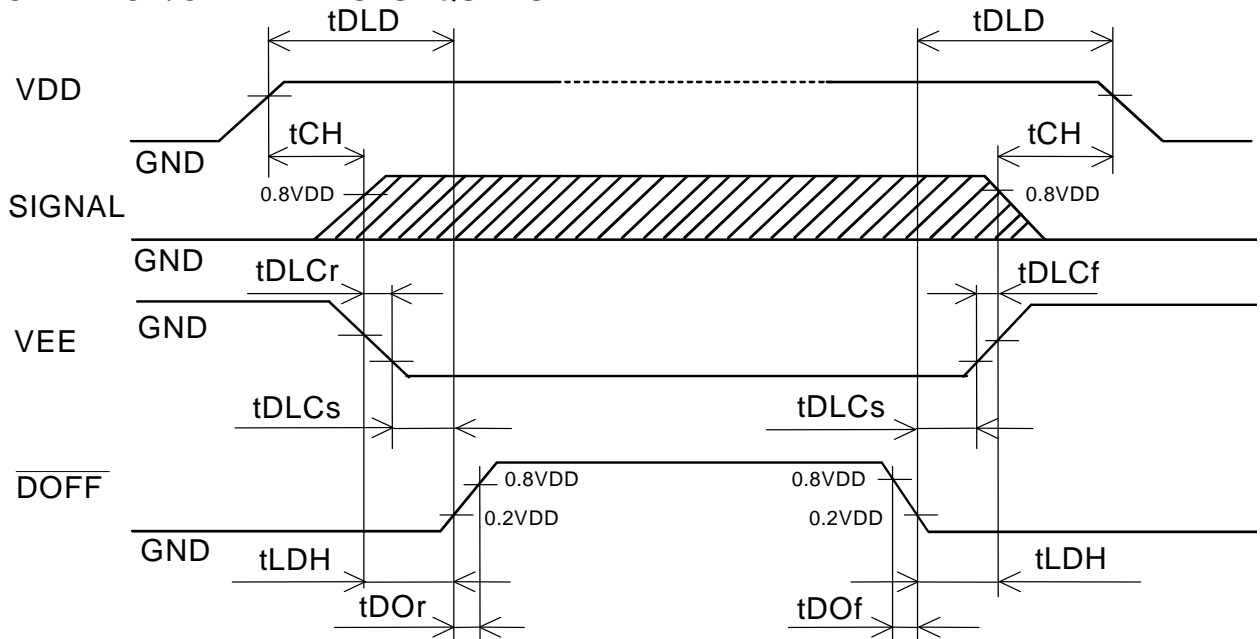 tDLD tDLD
VDD
tCH tCH
GND
0.8VDD 0.8VDD
SIGNAL
GND
tDLCr tDLCf
GND
VEE
tDLCs tDLCs
DOFF
0.8VDD 0.8VDD
0.2VDD 0.2VDD
GND
tLDH tLDH
tDOr tDOf